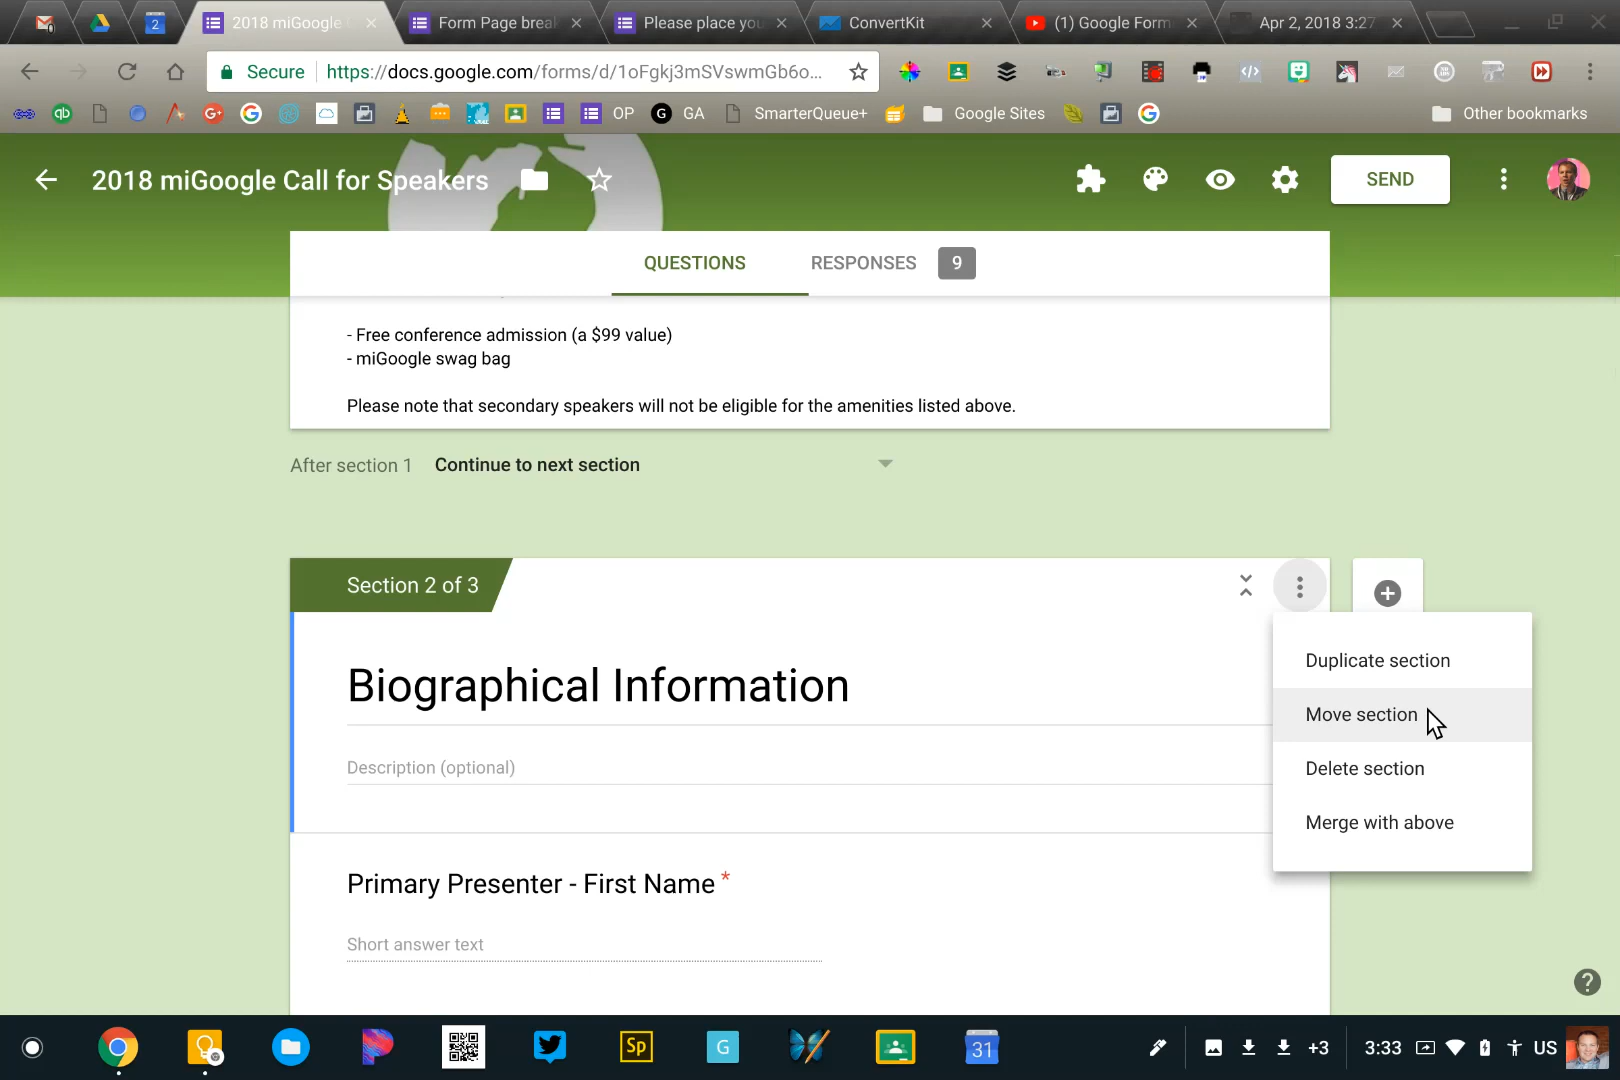 2018 miGoogle
Form Page brea
Please place you
ConvertKit
(1) Google Form
Apr 2, 2018 3:27
Secure
https://docs.google.com/forms/d/1oFgkj3mSVswmGb6o...
OP
GA
SmarterQueue+
Google Sites
Other bookmarks
2018 miGoogle Call for Speakers
SEND
QUESTIONS
RESPONSES
9
- Free conference admission (a $99 value)
- miGoogle swag bag
Please note that secondary speakers will not be eligible for the amenities listed above.
After section 1 Continue to next section
Section 2 of 3
Duplicate section
Biographical Information
Move section
Description (optional)
Delete section
Merge with above
Primary Presenter - First Name *
Short answer text
Sp
G
31
+3
3:33
US